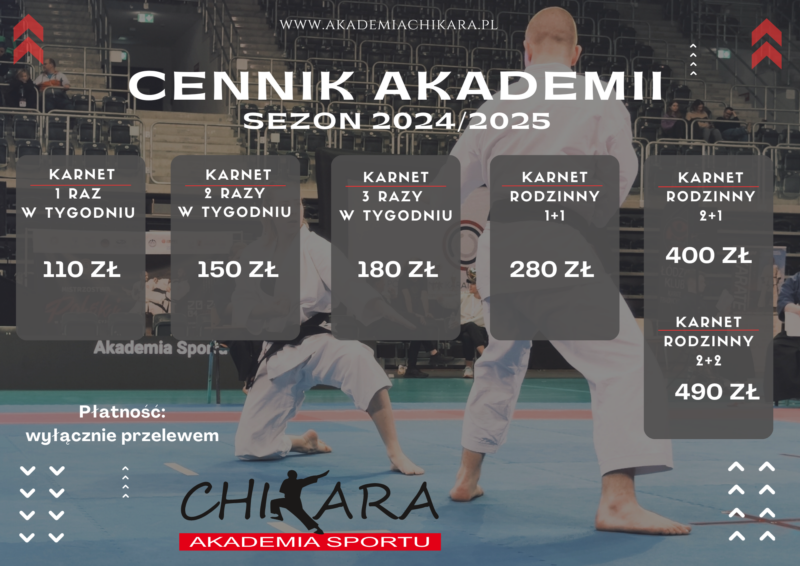 WWW.AKADEMIACHIKARA.PL
CENNIK AKADEMII
SEZON 2024/2025
KARNET
1 RAZ
W TYGODNIU
110 ZŁ
KARNET
2 RAZY
W TYGODNIU
150 ZŁ
KARNET
3 RAZY
W TYGODNIU
180 ZŁ
KARNET
RODZINNY
1+1
280 ZŁ
KARNET
RODZINNY
2+1
400 ZŁ
KARNET
RODZINNY
2+2
490 ZŁ
Akademia Sportu
Płatność:
wyłącznie przelewem
CHIKARA
AKADEMIA SPORTU